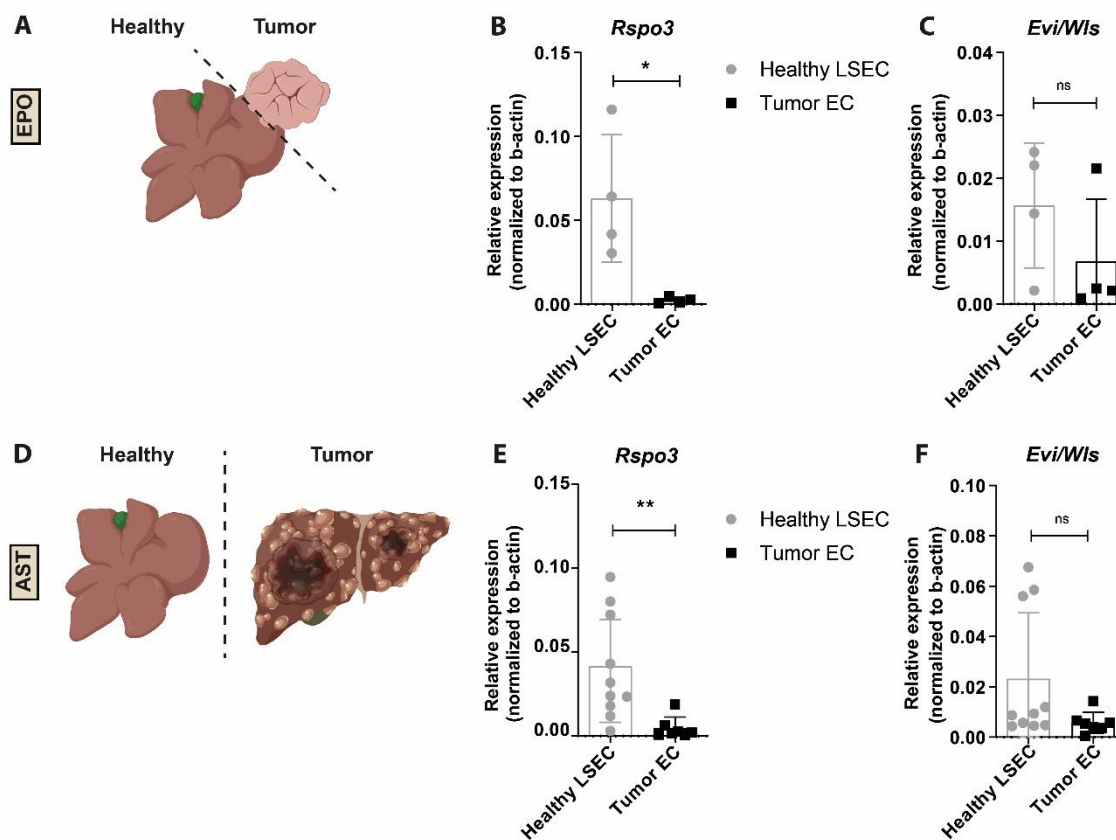 A
Healthy
Tumor
EPO
B
Rspo3
Relative expression
(normalized to b-actin)
0.15
0.10
0.05
0.00
*
Healthy LSEC
Tumor EC
Healthy LSEC
Tumor EC
C
Evi/Wls
Relative expression
(normalized to b-actin)
0.04
0.03
0.02
0.01
0.00
ns
Healthy LSEC
Tumor EC
D
Healthy
Tumor
AST
E
Rspo3
Relative expression
(normalized to b-actin)
0.15
0.10
0.05
0.00
**
Healthy LSEC
Tumor EC
Healthy LSEC
Tumor EC
F
Evi/Wls
Relative expression
(normalized to b-actin)
0.10
0.08
0.06
0.04
0.02
0.00
ns
Healthy LSEC
Tumor EC